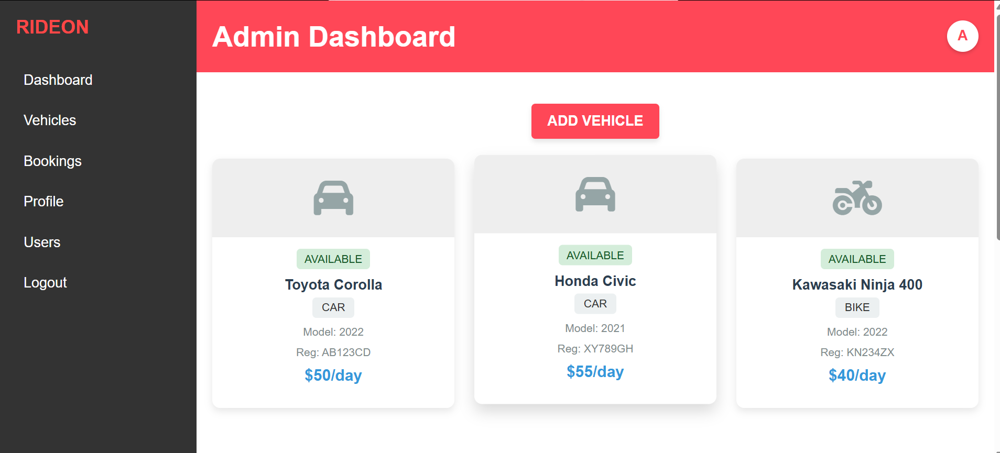 RIDEON
Dashboard
Vehicles
Bookings
Profile
Users
Logout
Admin Dashboard
A
ADD VEHICLE
AVAILABLE
Toyota Corolla
CAR
Model: 2022
Reg: AB123CD
$50/day
AVAILABLE
Honda Civic
CAR
Model: 2021
Reg: XY789GH
$55/day
AVAILABLE
Kawasaki Ninja 400
BIKE
Model: 2022
Reg: KN234ZX
$40/day